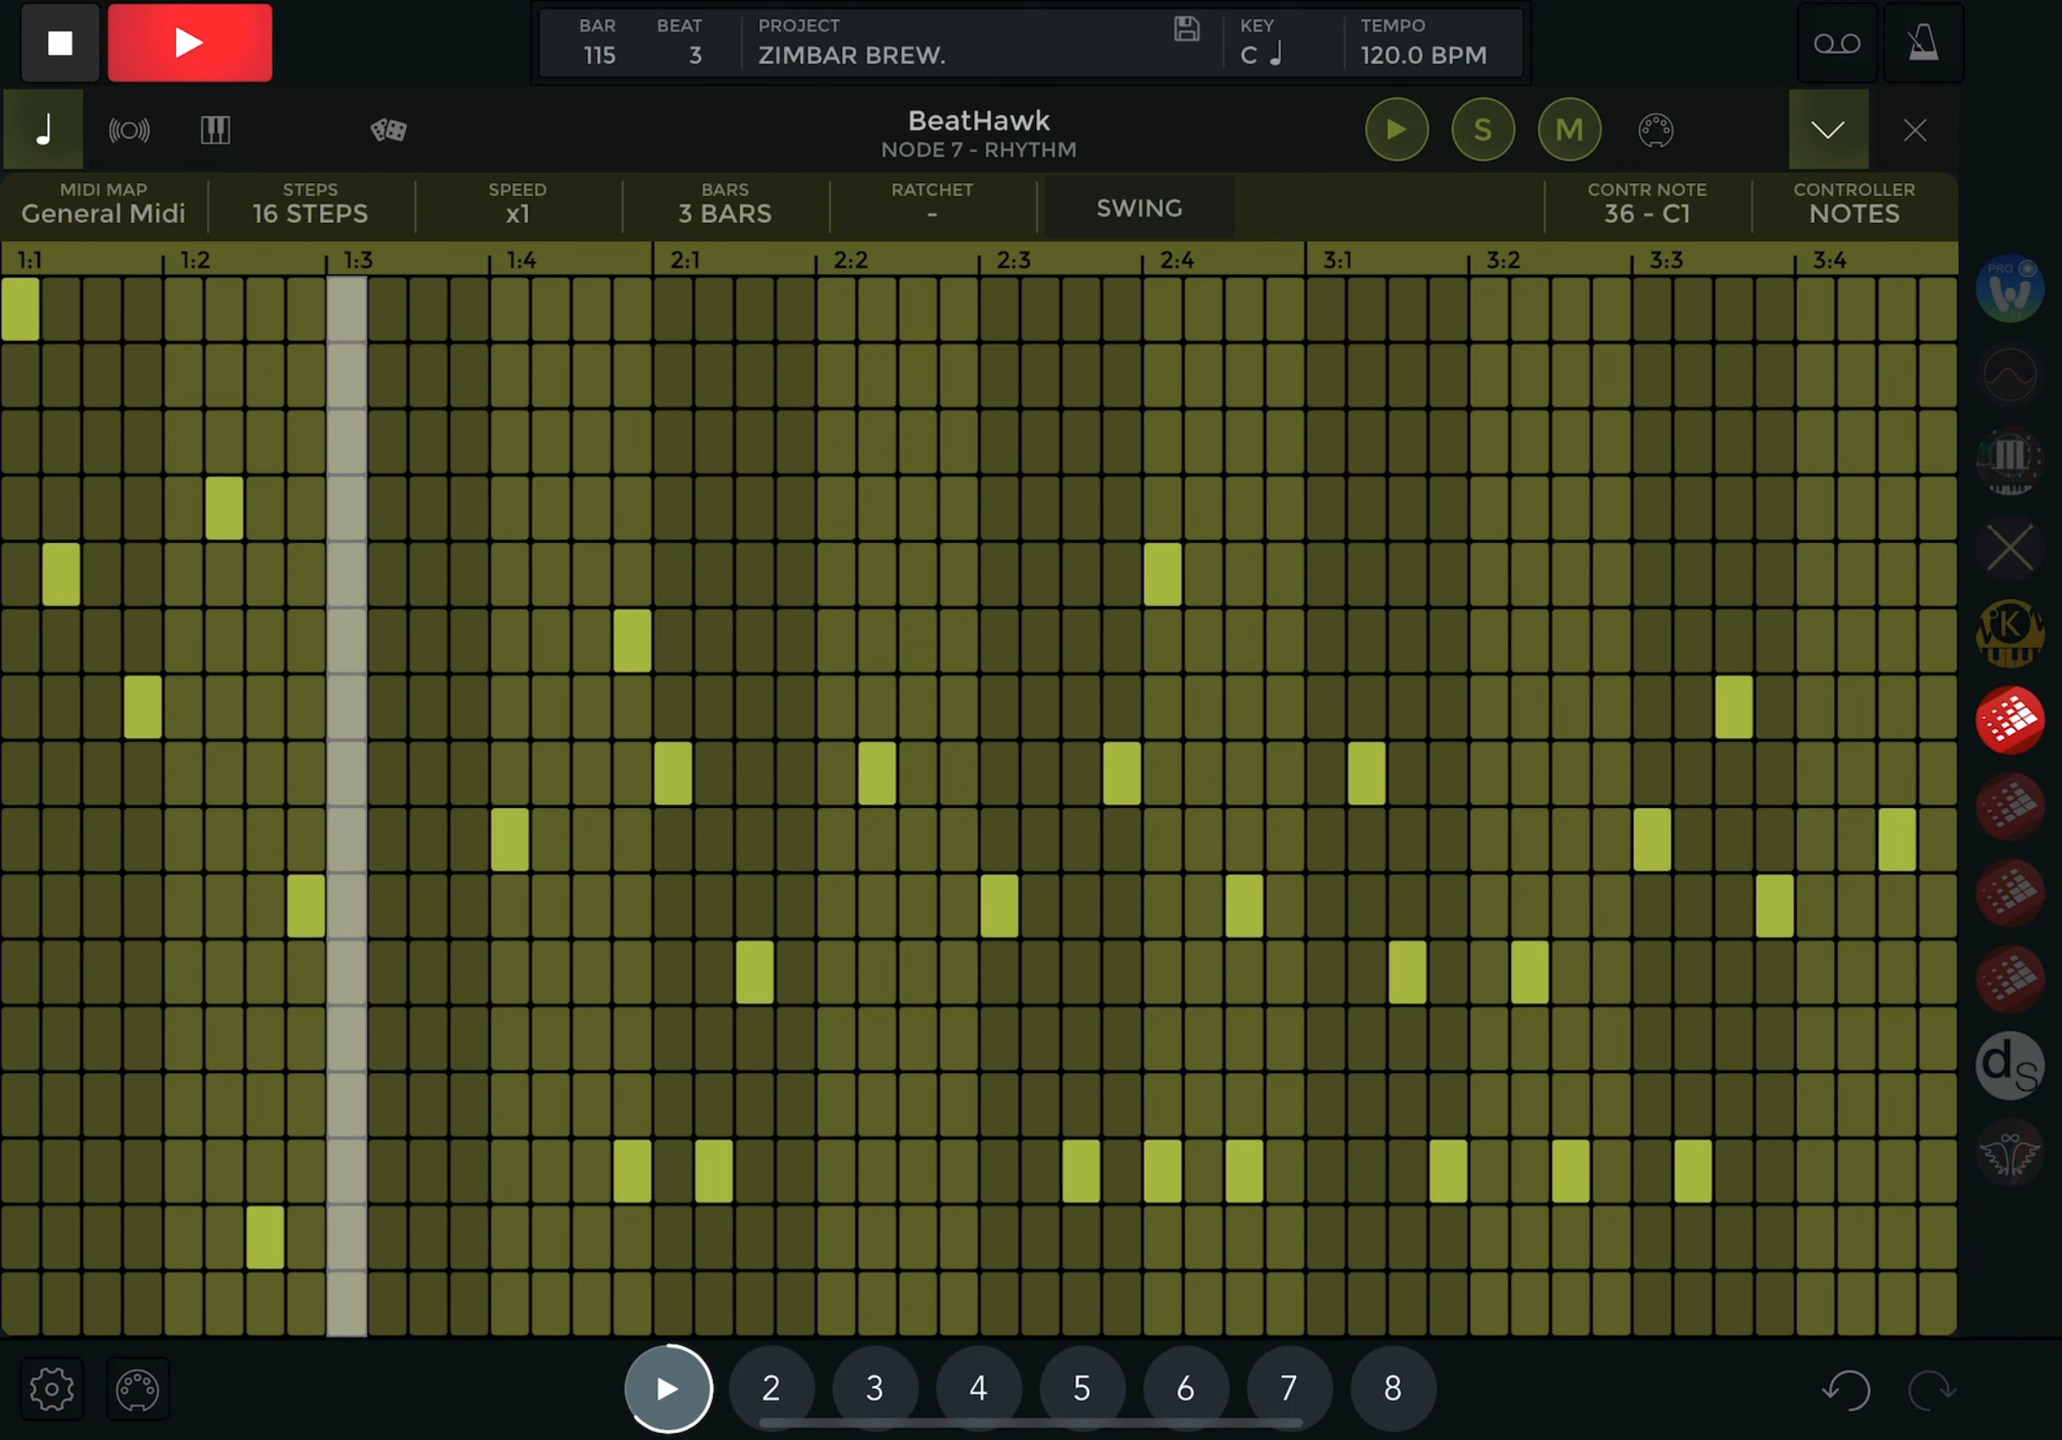 BAR BEAT PROJECT KEY TEMPO
115 3 ZIMBAR BREW. C 120.0 BPM
BeatHawk
S M
NODE 7 - RHYTHM
MIDI MAP STEPS SPEED BARS RATCHET SWING CONTR NOTE CONTROLLER
General Midi 16 STEPS x1 3 BARS - 36 - C1 NOTES
1:1 1:2 1:3 1:4 2:1 2:2 2:3 2:4 3:1 3:2 3:3 3:4
PRO
K
ds
2 3 4 5 6 7 8